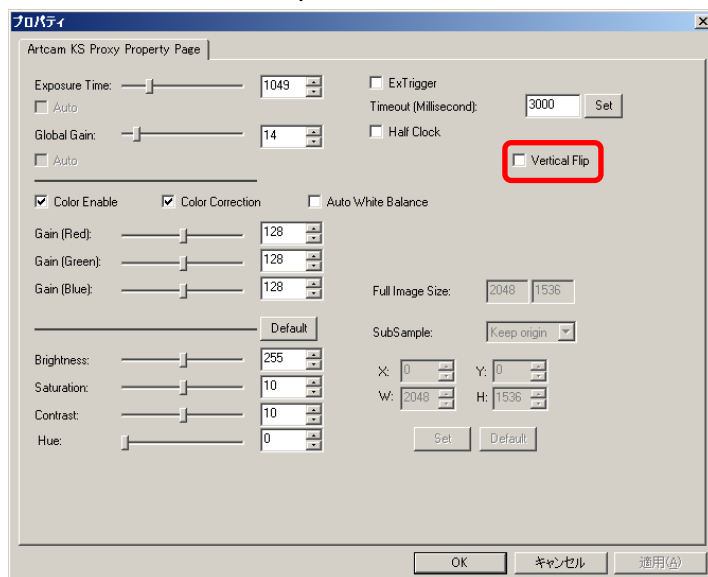 プロパティ x
Artcam KS Proxy Property Page
Exposure Time: 1049
Auto
Global Gain: 14
Auto
ExTrigger
Timeout (Millisecond): 3000 Set
Half Clock
Vertical Flip
Color Enable Color Correction Auto White Balance
Gain (Red): 128
Gain (Green): 128
Gain (Blue): 128
Full Image Size: 2048 1536
Default
SubSample: Keep origin
Brightness: 255
Saturation: 10
Contrast: 10
Hue: 0
X: 0 Y: 0
W: 2048 H: 1536
Set Default
OK キャンセル 適用(A)